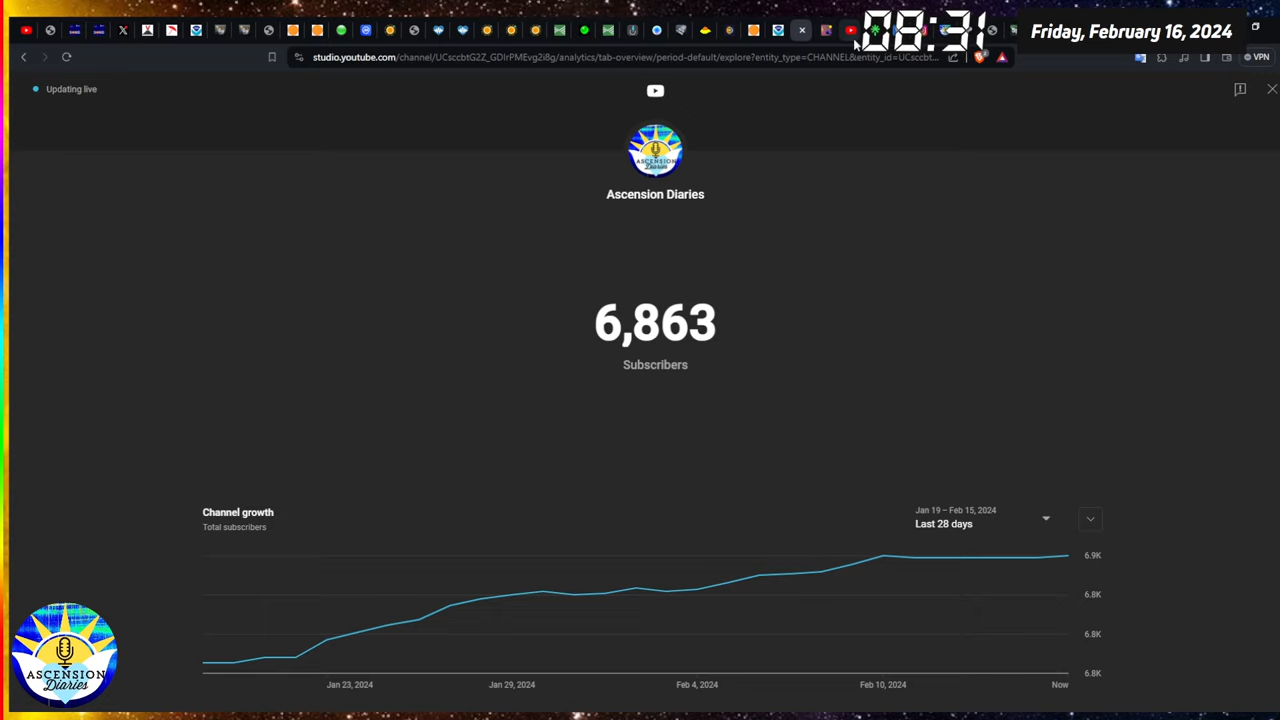 08:31
Friday, February 16, 2024
studio.youtube.com/channel/UCsccbtG2Z_GDIrPMEvg2i8g/analytics/tab-overview/period-default/explore?entity_type=CHANNEL&entity_id=UCsccbt...
VPN
Updating live
ASCENSION
Diaries
Ascension Diaries
6,863
Subscribers
Channel growth
Total subscribers
Jan 19 – Feb 15, 2024
Last 28 days
6.9K
6.8K
6.8K
6.8K
Jan 23, 2024
Jan 29, 2024
Feb 4, 2024
Feb 10, 2024
Now
ASCENSION
Diaries